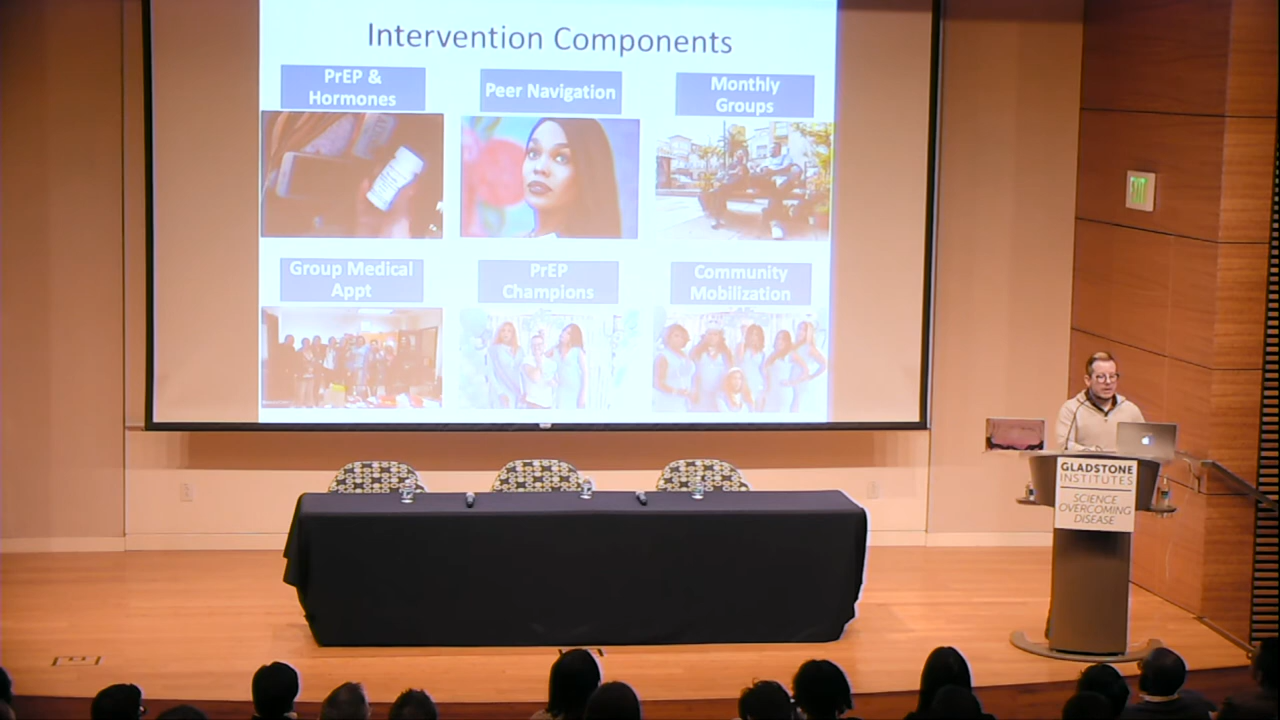 Intervention Components
PrEP &
Hormones
Peer Navigation
Monthly
Groups
Group Medical
Appt
PrEP
Champions
Community
Mobilization
EXIT
GLADSTONE
INSTITUTES
SCIENCE
OVERCOMING
DISEASE